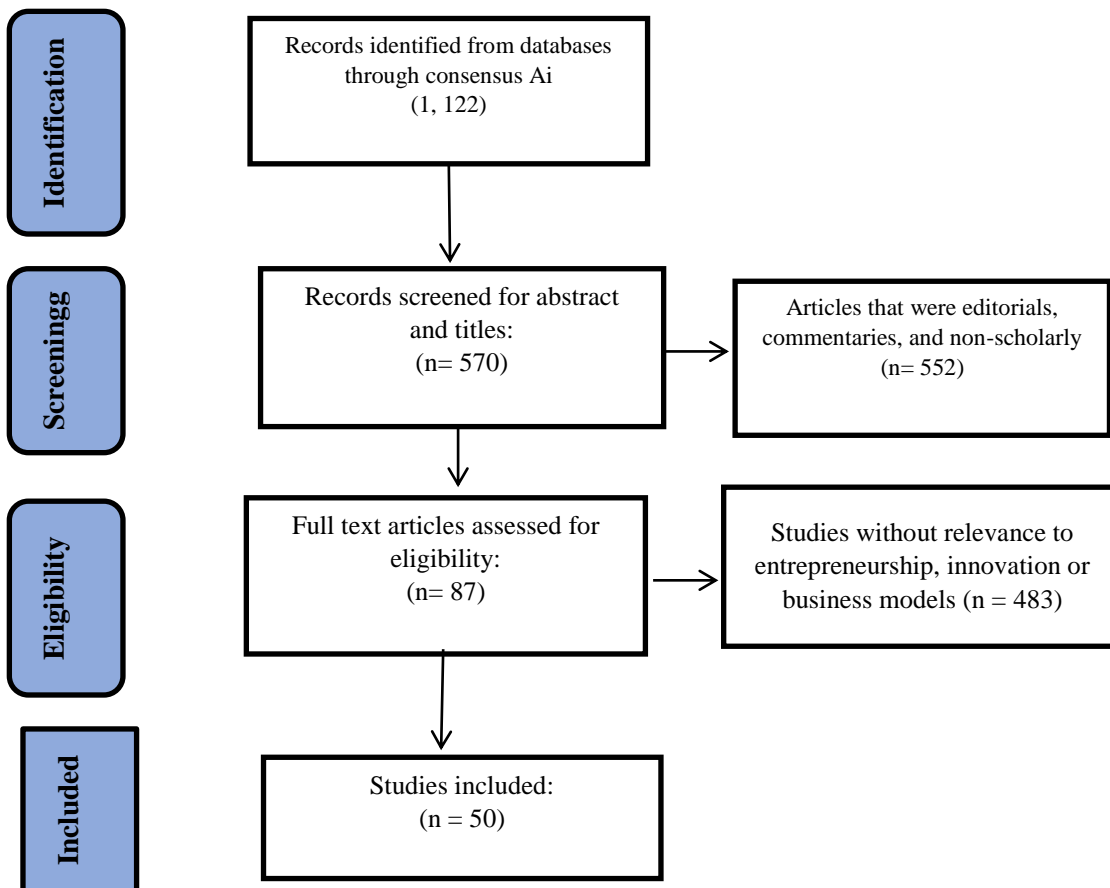 Identification
Records identified from databases
through consensus Ai
(1, 122)
Screeningg
Records screened for abstract
and titles:
(n= 570)
Articles that were editorials,
commentaries, and non-scholarly
(n= 552)
Eligibility
Full text articles assessed for
eligibility:
(n= 87)
Studies without relevance to
entrepreneurship, innovation or
business models (n = 483)
Included
Studies included:
(n = 50)